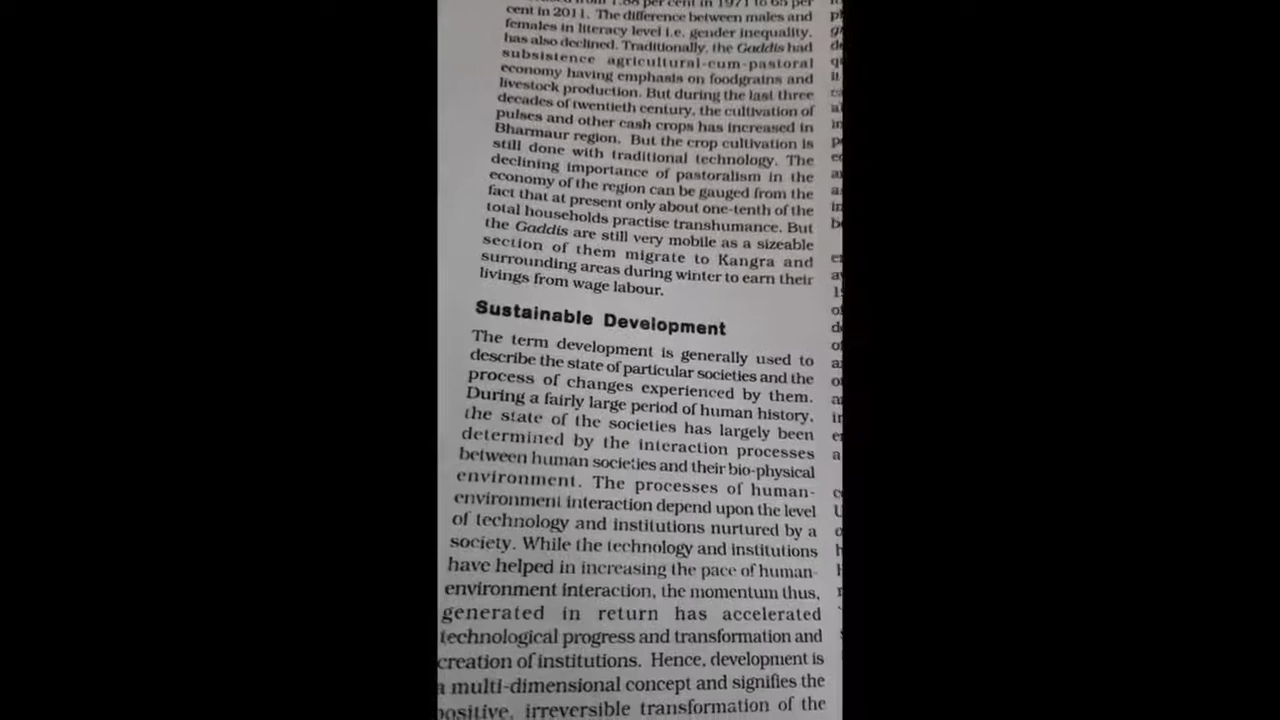 from 1.88 per cent in 1971 to 65 per
cent in 2011. The difference between males and
females in literacy level i.e. gender inequality,
has also declined. Traditionally, the Gaddis had
subsistence agricultural-cum-pastoral
economy having emphasis on foodgrains and
livestock production. But during the last three
decades of twentieth century, the cultivation of
pulses and other cash crops has increased in
Bharmaur region. But the crop cultivation is
still done with traditional technology. The
declining importance of pastoralism in the
economy of the region can be gauged from the
fact that at present only about one-tenth of the
total households practise transhumance. But
the Gaddis are still very mobile as a sizeable
section of them migrate to Kangra and
surrounding areas during winter to earn their
livings from wage labour.
Sustainable Development
The term development is generally used to
describe the state of particular societies and the
process of changes experienced by them.
During a fairly large period of human history,
the state of the societies has largely been
determined by the interaction processes
between human societies and their bio-physical
environment. The processes of human-
environment interaction depend upon the level
of technology and institutions nurtured by a
society. While the technology and institutions
have helped in increasing the pace of human-
environment interaction, the momentum thus,
generated in return has accelerated
technological progress and transformation and
creation of institutions. Hence, development is
a multi-dimensional concept and signifies the
positive, irreversible transformation of the